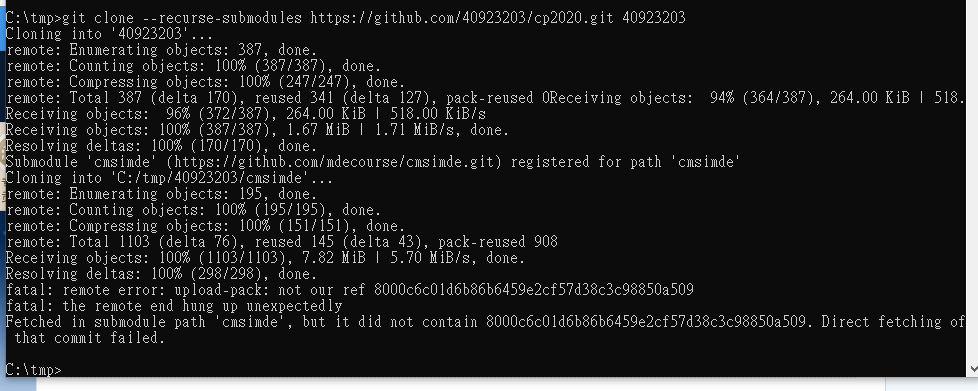 C:\tmp>git clone --recurse-submodules https://github.com/40923203/cp2020.git 40923203
Cloning into '40923203'...
remote: Enumerating objects: 387, done.
remote: Counting objects: 100% (387/387), done.
remote: Compressing objects: 100% (247/247), done.
remote: Total 387 (delta 170), reused 341 (delta 127), pack-reused 0Receiving objects:  94% (364/387), 264.00 KiB | 518.
Receiving objects:  96% (372/387), 264.00 KiB | 518.00 KiB/s
Receiving objects: 100% (387/387), 1.67 MiB | 1.71 MiB/s, done.
Resolving deltas: 100% (170/170), done.
Submodule 'cmsimde' (https://github.com/mdecourse/cmsimde.git) registered for path 'cmsimde'
Cloning into 'C:/tmp/40923203/cmsimde'...
remote: Enumerating objects: 195, done.
remote: Counting objects: 100% (195/195), done.
remote: Compressing objects: 100% (151/151), done.
remote: Total 1103 (delta 76), reused 145 (delta 43), pack-reused 908
Receiving objects: 100% (1103/1103), 7.82 MiB | 5.70 MiB/s, done.
Resolving deltas: 100% (298/298), done.
fatal: remote error: upload-pack: not our ref 8000c6c01d6b86b6459e2cf57d38c3c98850a509
fatal: the remote end hung up unexpectedly
Fetched in submodule path 'cmsimde', but it did not contain 8000c6c01d6b86b6459e2cf57d38c3c98850a509. Direct fetching of
 that commit failed.
C:\tmp>